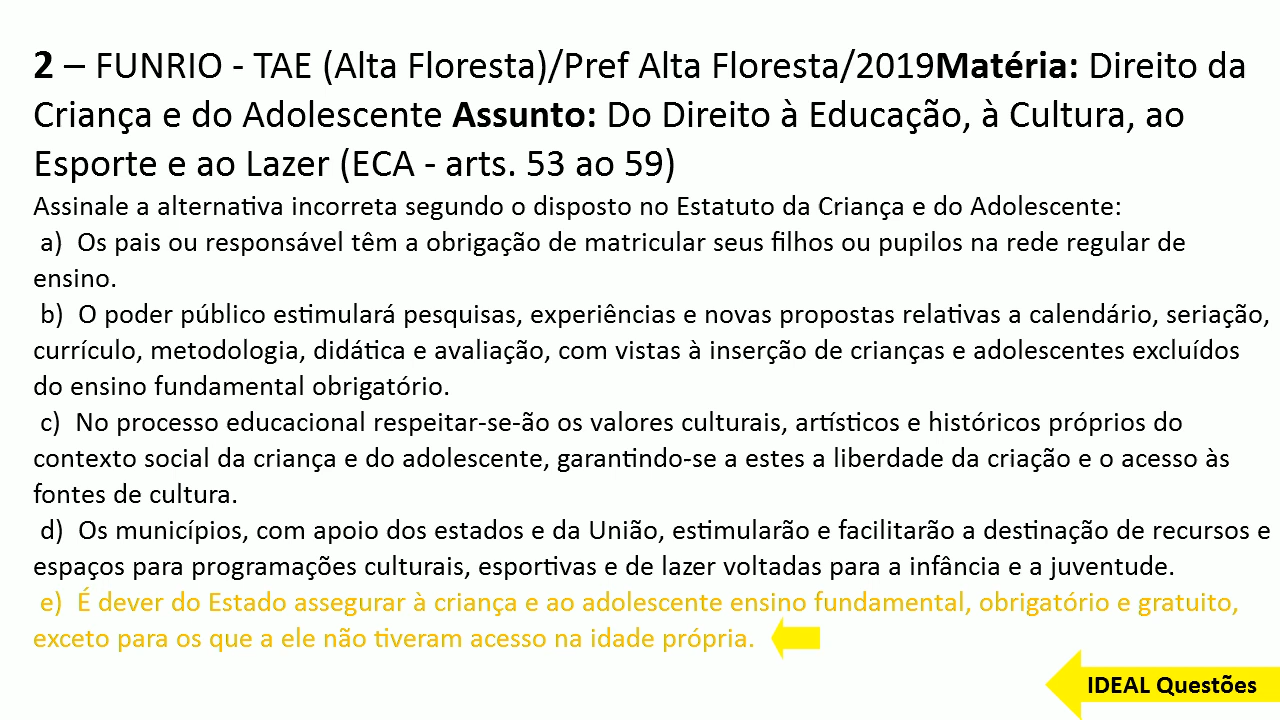 2 – FUNRIO - TAE (Alta Floresta)/Pref Alta Floresta/2019Matéria: Direito da
Criança e do Adolescente Assunto: Do Direito à Educação, à Cultura, ao
Esporte e ao Lazer (ECA - arts. 53 ao 59)
Assinale a alternativa incorreta segundo o disposto no Estatuto da Criança e do Adolescente:
a) Os pais ou responsável têm a obrigação de matricular seus filhos ou pupilos na rede regular de
ensino.
b) O poder público estimulará pesquisas, experiências e novas propostas relativas a calendário, seriação,
currículo, metodologia, didática e avaliação, com vistas à inserção de crianças e adolescentes excluídos
do ensino fundamental obrigatório.
c) No processo educacional respeitar-se-ão os valores culturais, artísticos e históricos próprios do
contexto social da criança e do adolescente, garantindo-se a estes a liberdade da criação e o acesso às
fontes de cultura.
d) Os municípios, com apoio dos estados e da União, estimularão e facilitarão a destinação de recursos e
espaços para programações culturais, esportivas e de lazer voltadas para a infância e a juventude.
e) É dever do Estado assegurar à criança e ao adolescente ensino fundamental, obrigatório e gratuito,
exceto para os que a ele não tiveram acesso na idade própria.
IDEAL Questões